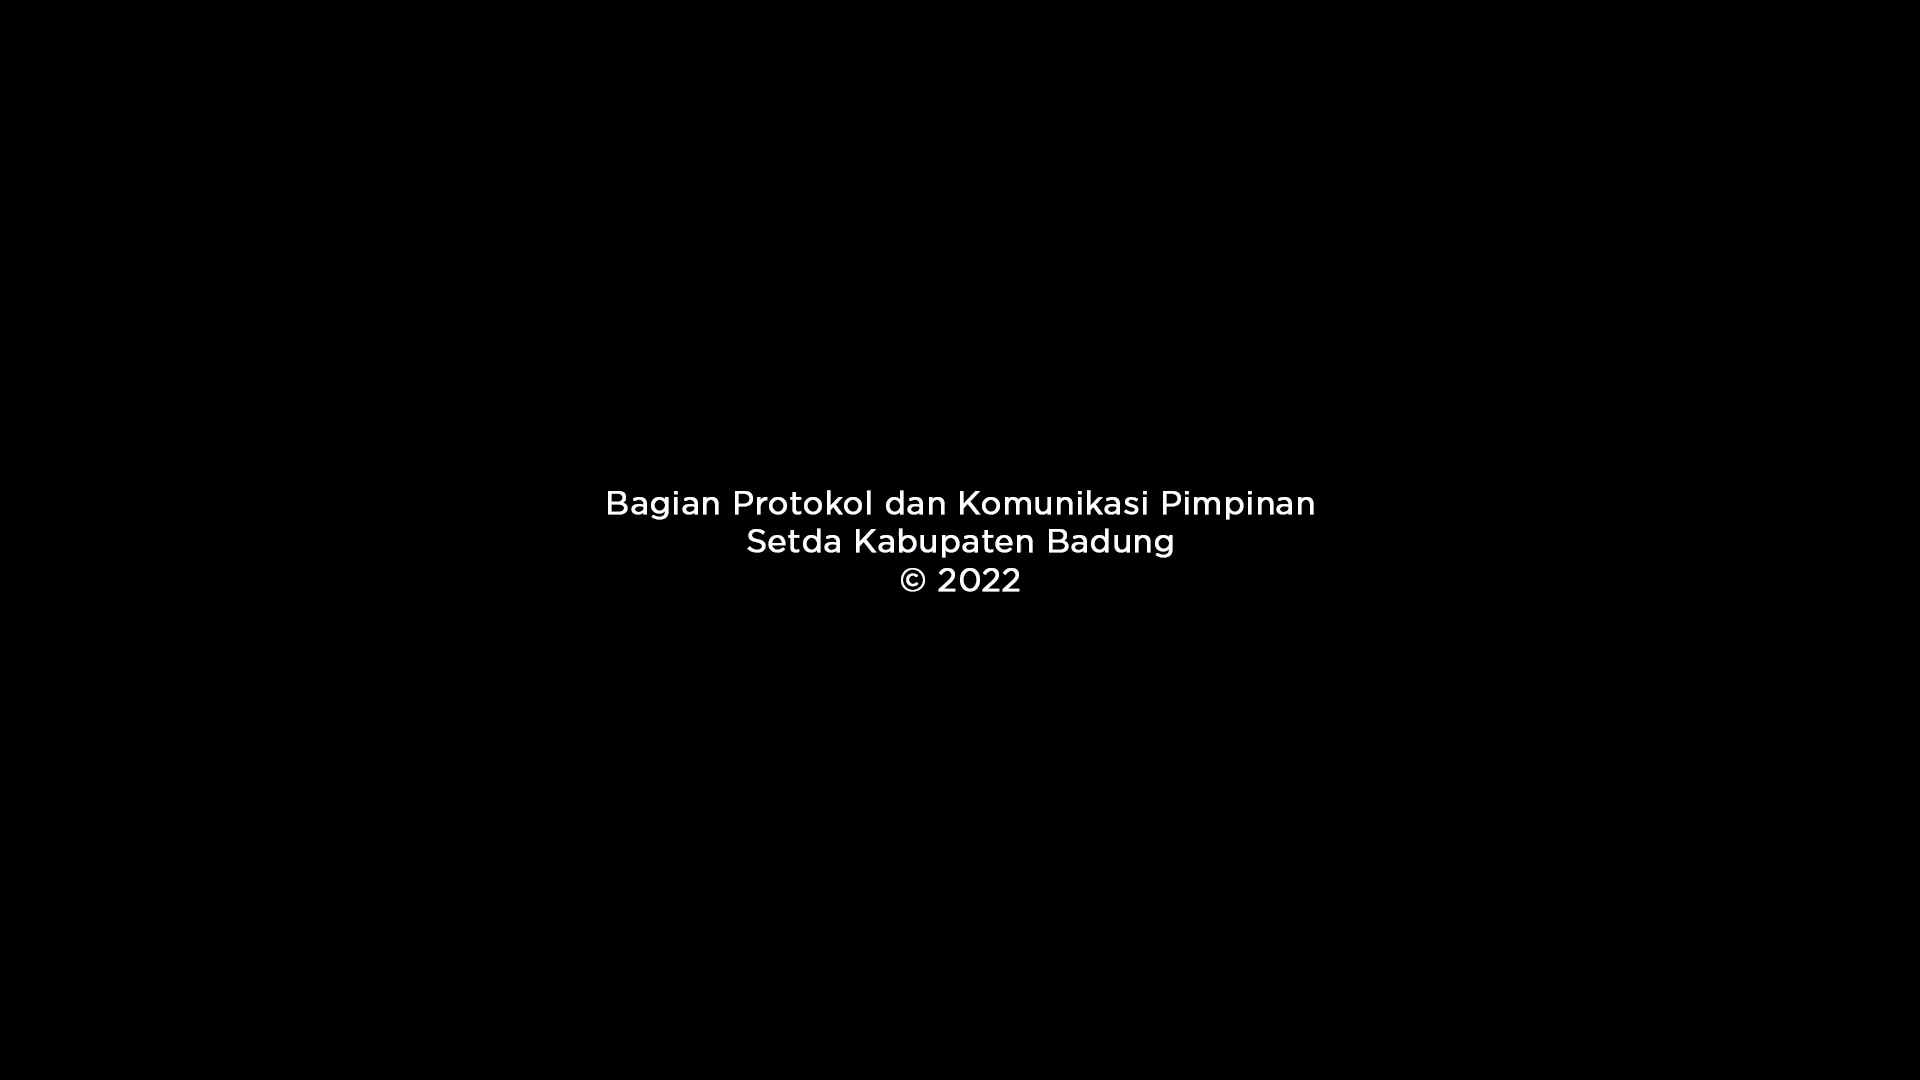 Bagian Protokol dan Komunikasi Pimpinan
Setda Kabupaten Badung
© 2022